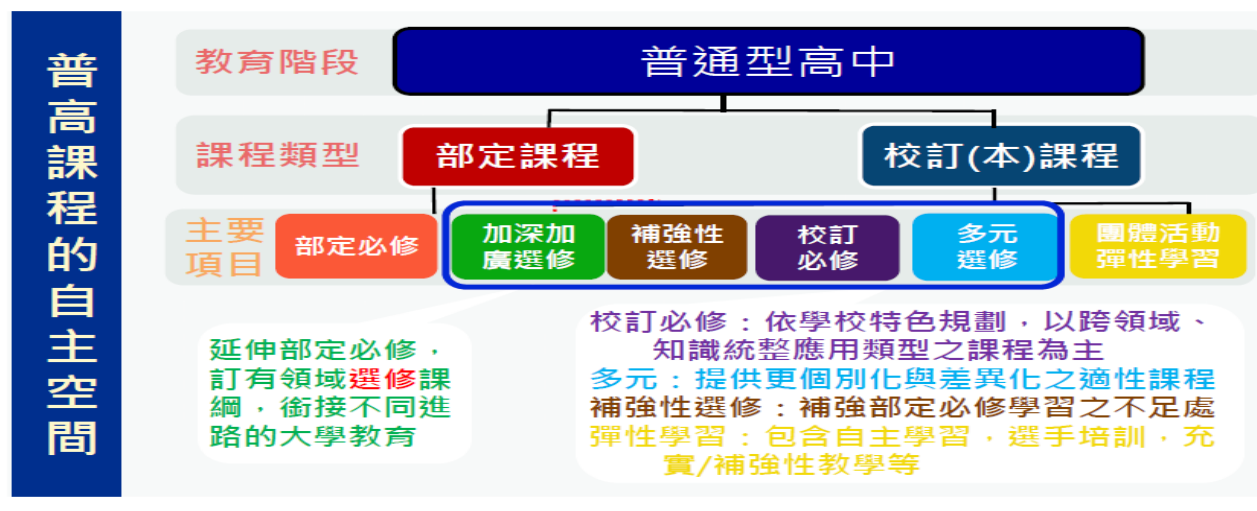 普高課程的自主空間
教育階段
普通型高中
課程類型
部定課程
校訂(本)課程
主要
項目
部定必修
加深加
廣選修
補強性
選修
校訂
必修
多元
選修
團體活動
彈性學習
延伸部定必修，
訂有領域選修課
綱，銜接不同進
路的大學教育
校訂必修：依學校特色規劃，以跨領域、
知識統整應用類型之課程為主
多元：提供更個別化與差異化之適性課程
補強性選修：補強部定必修學習之不足處
彈性學習：包含自主學習，選手培訓，充
實/補強性教學等